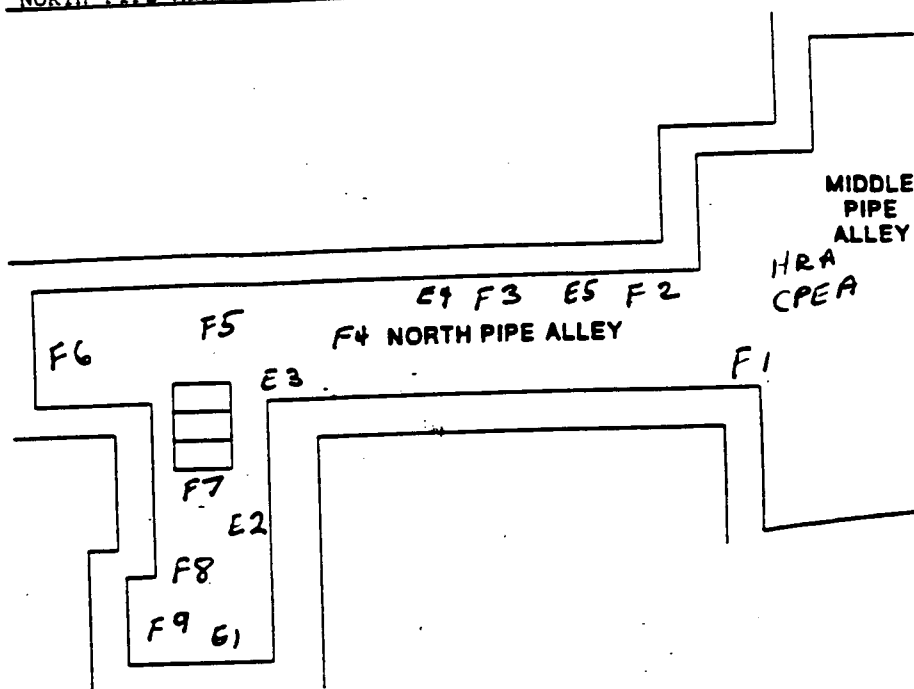 MIDDLE
PIPE
ALLEY
HRA
CPEA
E4 F3 E5 F2
F5
F4 NORTH PIPE ALLEY
F6
F1
E3
F7
E2
F8
F9 E1